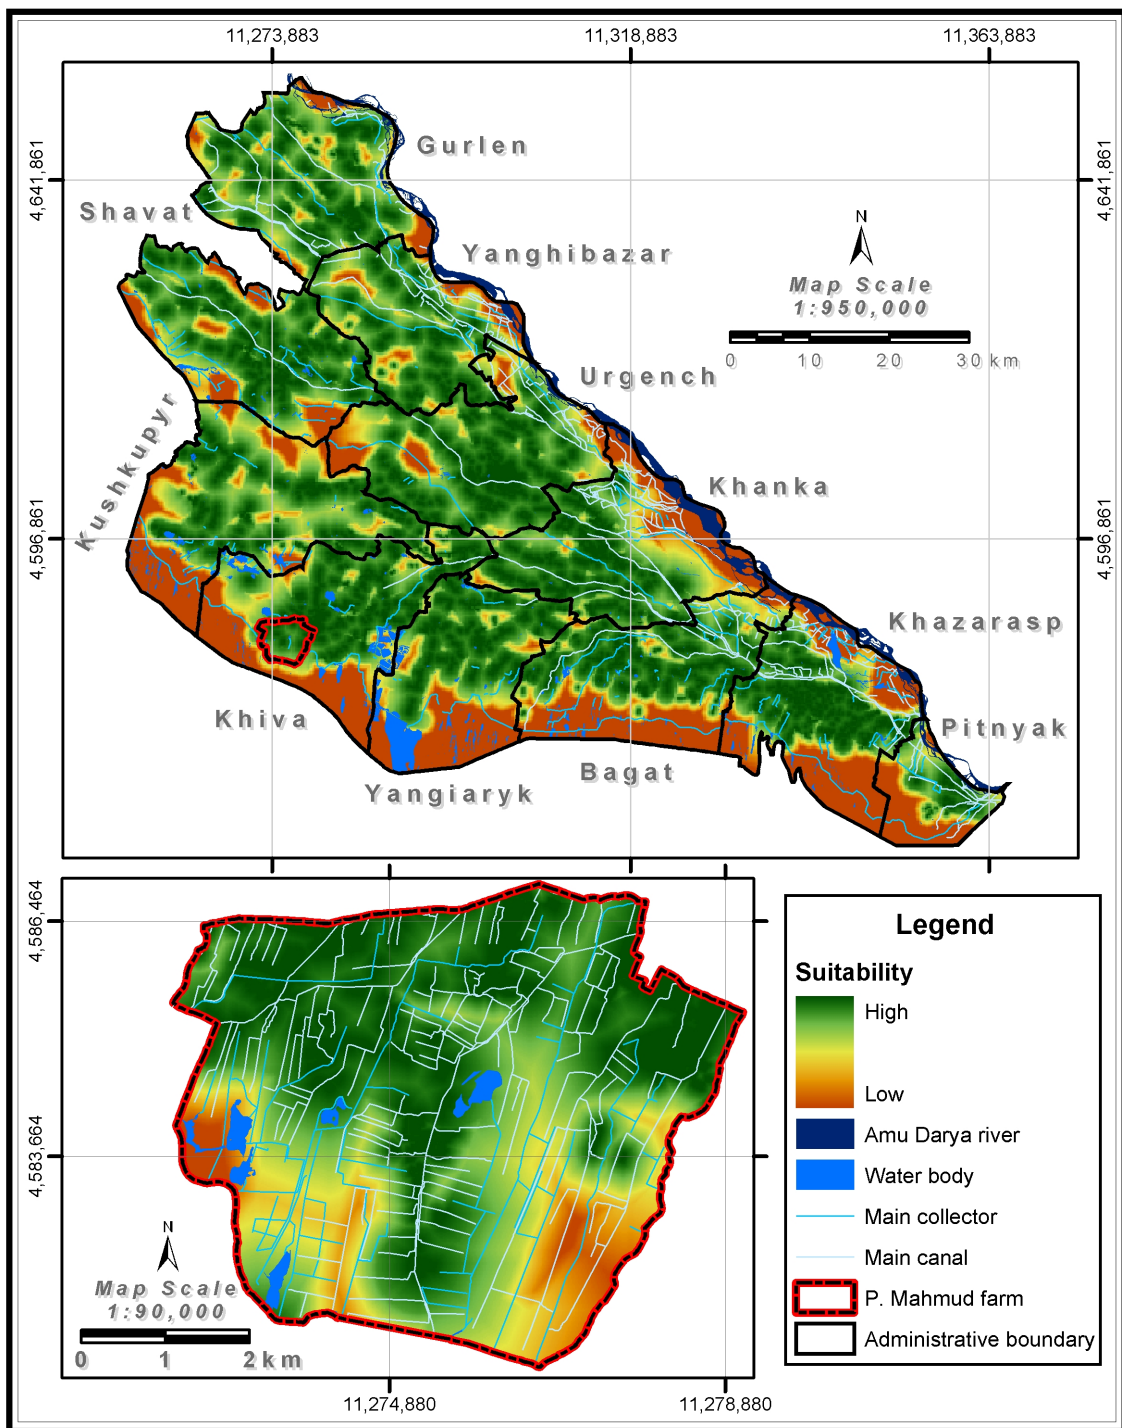 11,273,883
11,318,883
11,363,883
4,641,861
4,641,861
Gurlen
Shavat
Yanghibazar
N
Map Scale
1:950,000
0 10 20 30 km
Urgench
Kushkupyr
Khanka
4,596,861
4,596,861
Khazarasp
Khiva
Pitnyak
Bagat
Yangiaryk
4,586,464
4,583,664
N
Map Scale
1:90,000
0 1 2 km
11,274,880
11,278,880
Legend
Suitability
High
Low
Amu Darya river
Water body
Main collector
Main canal
P. Mahmud farm
Administrative boundary